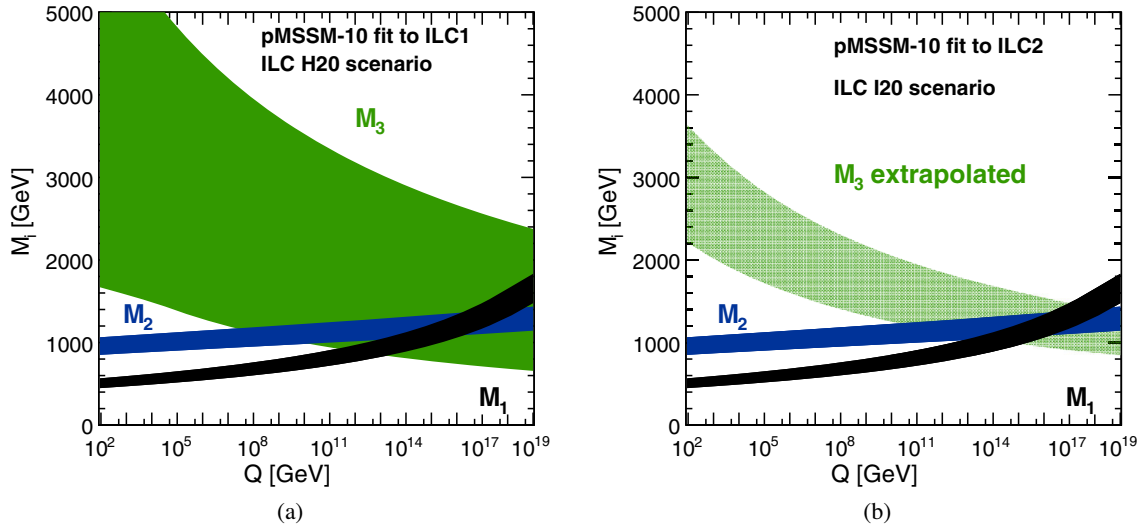 5000
4000
3000
2000
1000
0
M_i [GeV]
pMSSM-10 fit to ILC1
ILC H20 scenario
M_3
M_2
M_1
10^2 10^5 10^8 10^11 10^14 10^17 10^19
Q [GeV]
(a)
5000
4000
3000
2000
1000
0
M_i [GeV]
pMSSM-10 fit to ILC2
ILC I20 scenario
M_3 extrapolated
M_2
M_1
10^2 10^5 10^8 10^11 10^14 10^17 10^19
Q [GeV]
(b)